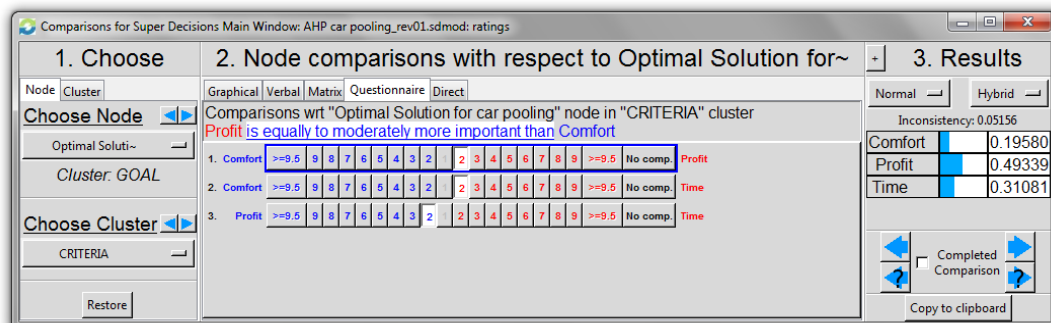 Comparisons for Super Decisions Main Window: AHP car pooling_rev01.sdmod: ratings
1. Choose
2. Node comparisons with respect to Optimal Solution for~
+ 3. Results
Node Cluster
Graphical Verbal Matrix Questionnaire Direct
Normal Hybrid
Choose Node
Comparisons wrt "Optimal Solution for car pooling" node in "CRITERIA" cluster
Profit is equally to moderately more important than Comfort
Inconsistency: 0.05156
Optimal Soluti~
Cluster: GOAL
1. Comfort >=9.5 9 8 7 6 5 4 3 2 1 2 3 4 5 6 7 8 9 >=9.5 No comp. Profit
2. Comfort >=9.5 9 8 7 6 5 4 3 2 1 2 3 4 5 6 7 8 9 >=9.5 No comp. Time
3. Profit >=9.5 9 8 7 6 5 4 3 2 1 2 3 4 5 6 7 8 9 >=9.5 No comp. Time
Comfort 0.19580
Profit 0.49339
Time 0.31081
Choose Cluster
CRITERIA
Restore
Completed
Comparison
? ?
Copy to clipboard